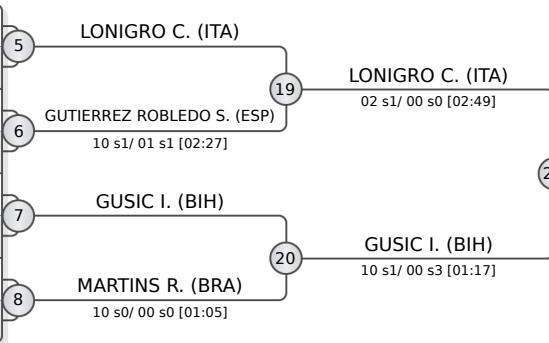 LONIGRO C. (ITA)
5
19
LONIGRO C. (ITA)
02 s1/ 00 s0 [02:49]
GUTIERREZ ROBLEDO S. (ESP)
6
10 s1/ 01 s1 [02:27]
GUSIC I. (BIH)
7
20
GUSIC I. (BIH)
10 s1/ 00 s3 [01:17]
MARTINS R. (BRA)
8
10 s0/ 00 s0 [01:05]